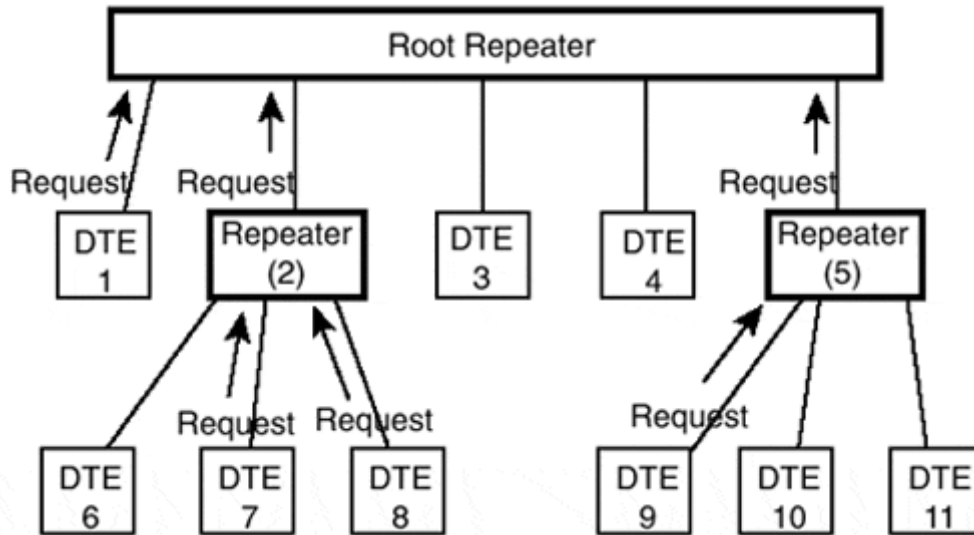 Root Repeater
Request
Request
Request
DTE
1
Repeater
(2)
DTE
3
DTE
4
Repeater
(5)
Request
Request
Request
DTE
6
DTE
7
DTE
8
DTE
9
DTE
10
DTE
11